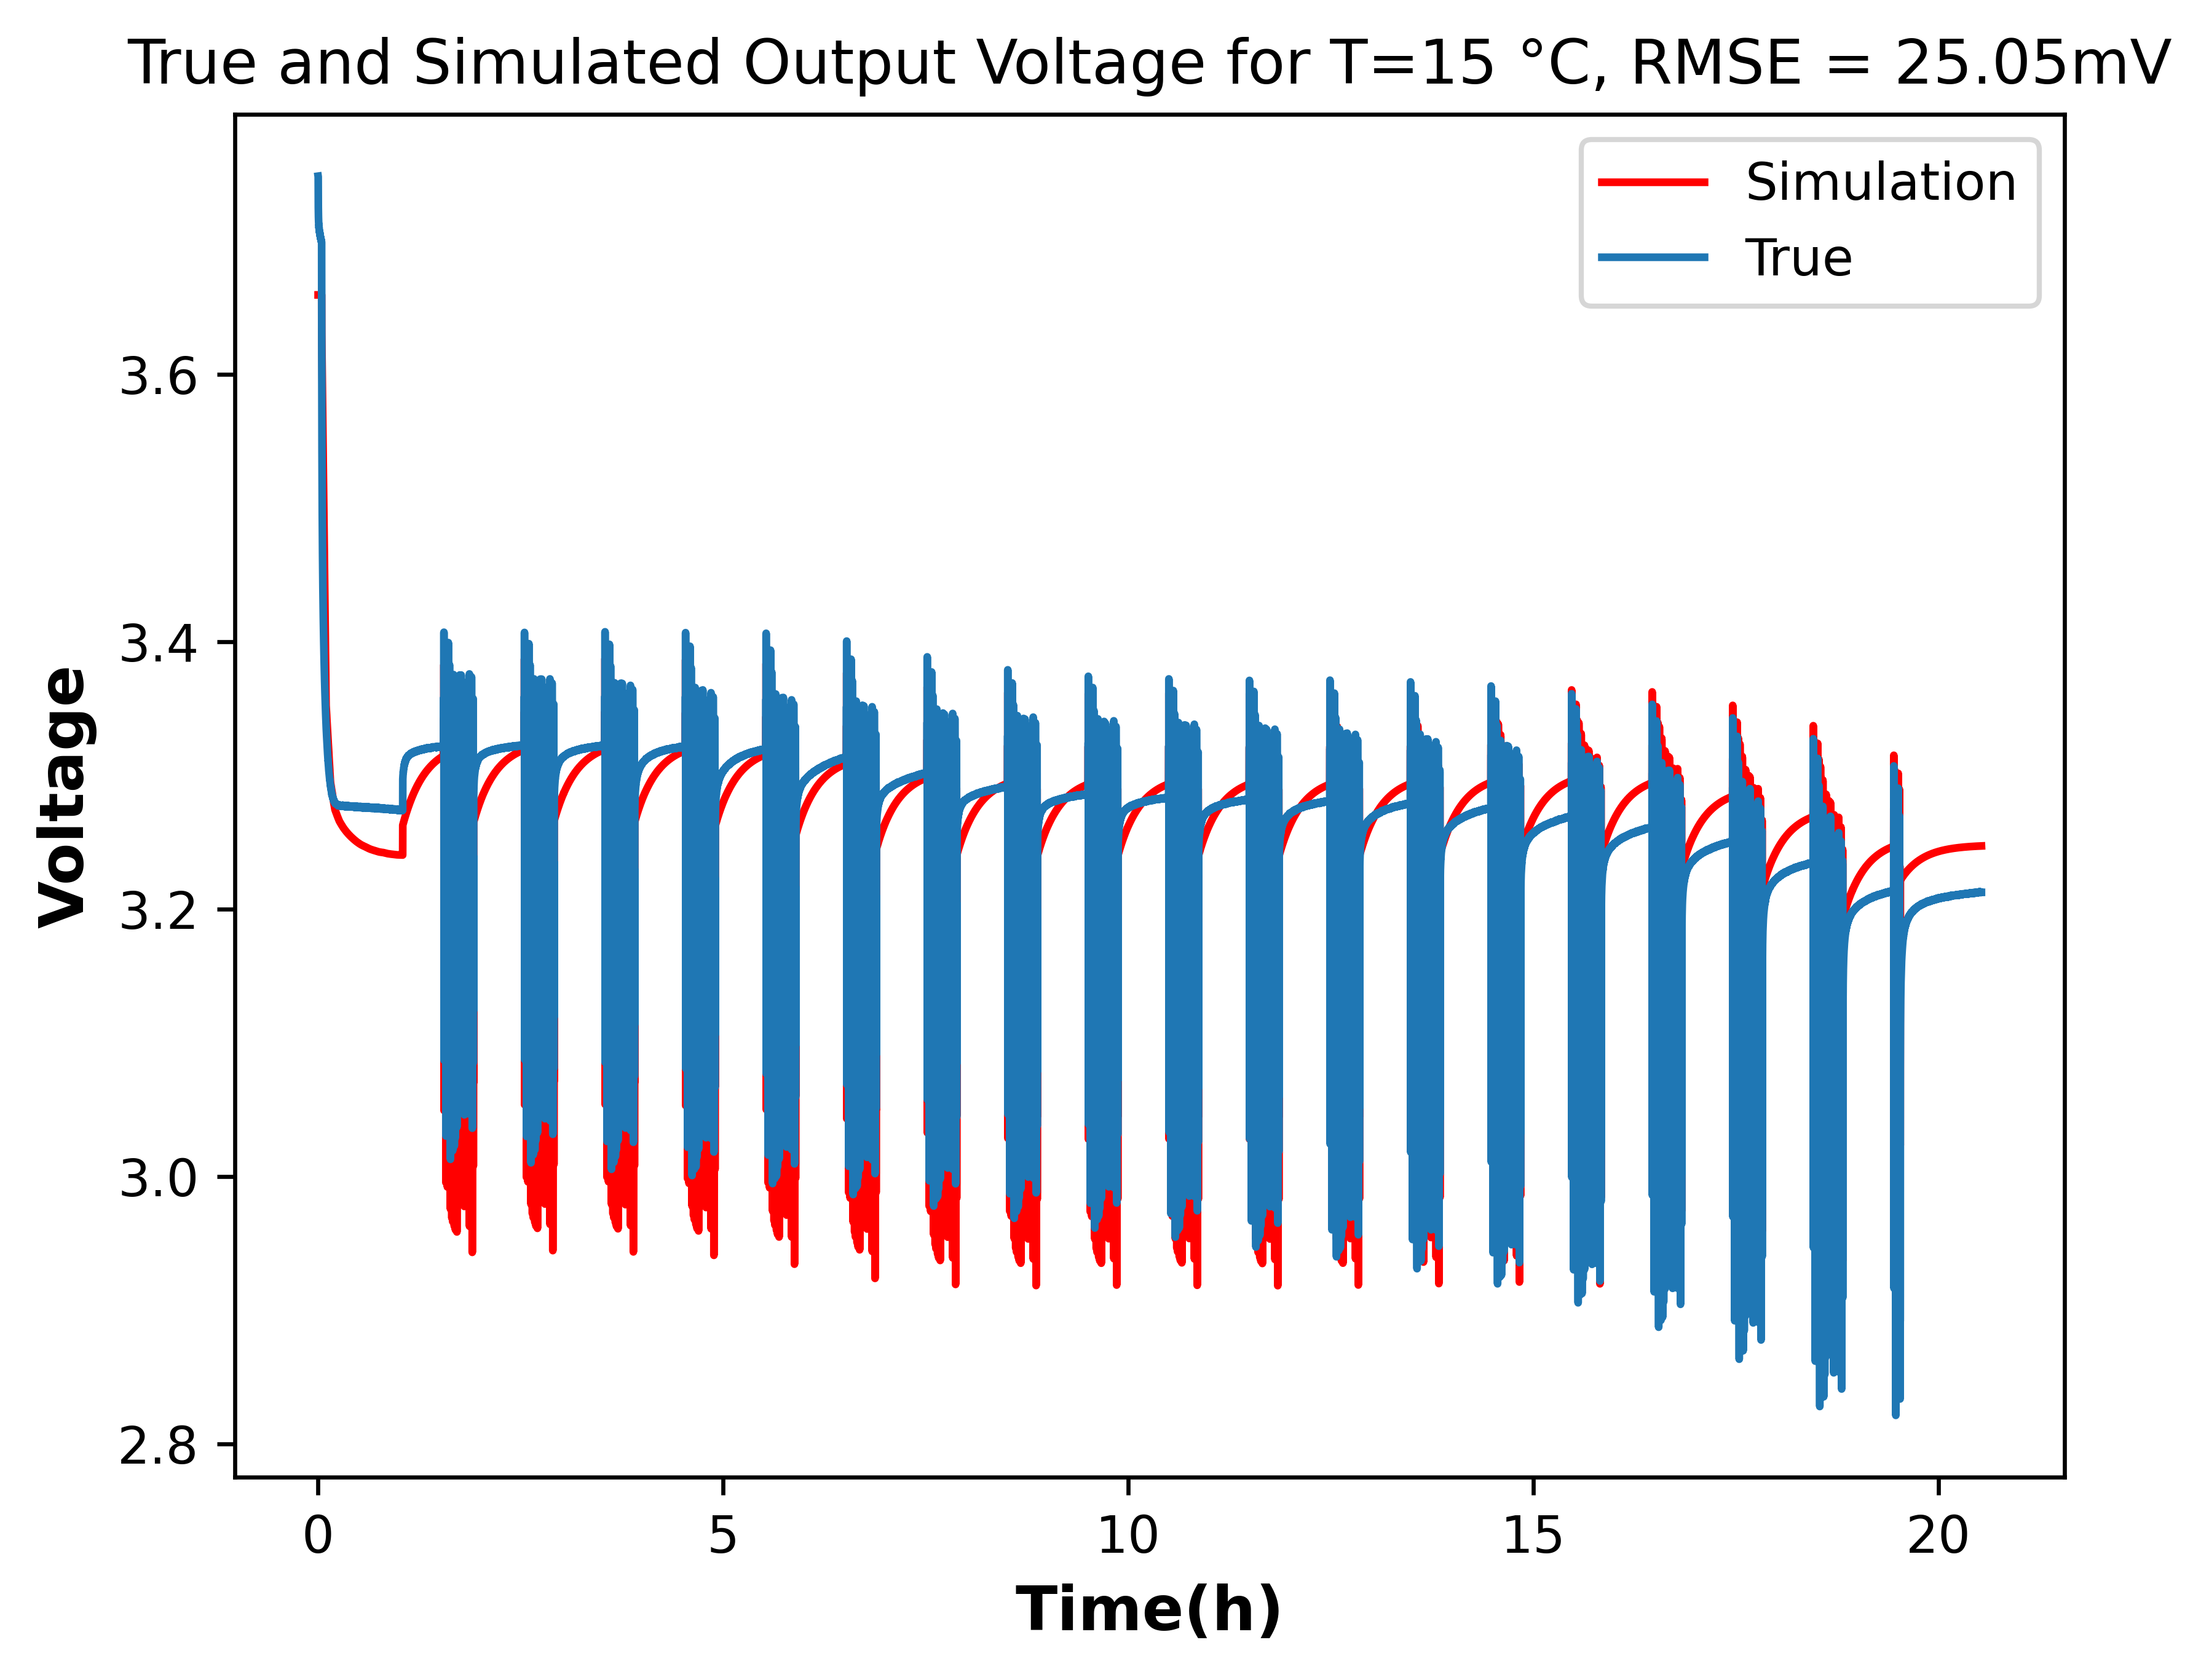 True and Simulated Output Voltage for T=15 °C, RMSE = 25.05mV
Simulation
True
Voltage
3.6
3.4
3.2
3.0
2.8
0 5 10 15 20
Time(h)